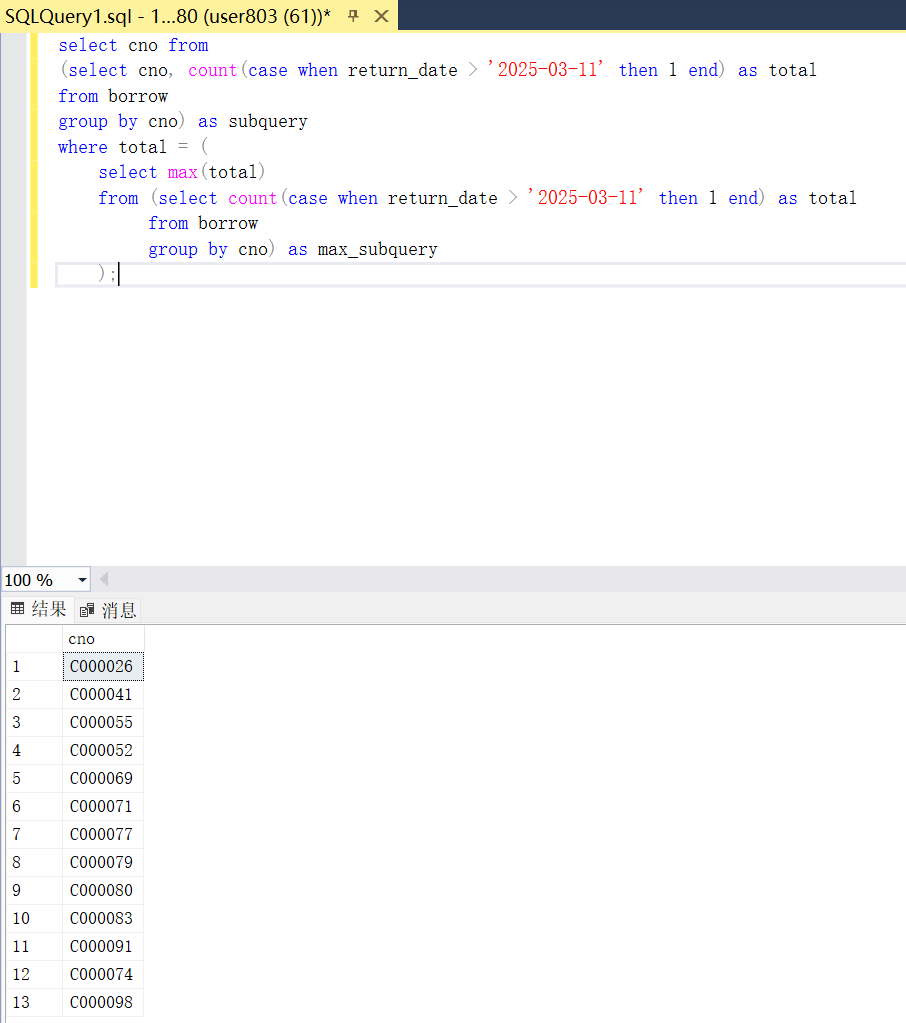 SQLQuery1.sql - 1...80 (user803 (61))*
select cno from
(select cno, count(case when return_date > '2025-03-11' then 1 end) as total
from borrow
group by cno) as subquery
where total = (
select max(total)
from (select count(case when return_date > '2025-03-11' then 1 end) as total
from borrow
group by cno) as max_subquery
);
100 %
结果 消息
cno
1 C000026
2 C000041
3 C000055
4 C000052
5 C000069
6 C000071
7 C000077
8 C000079
9 C000080
10 C000083
11 C000091
12 C000074
13 C000098